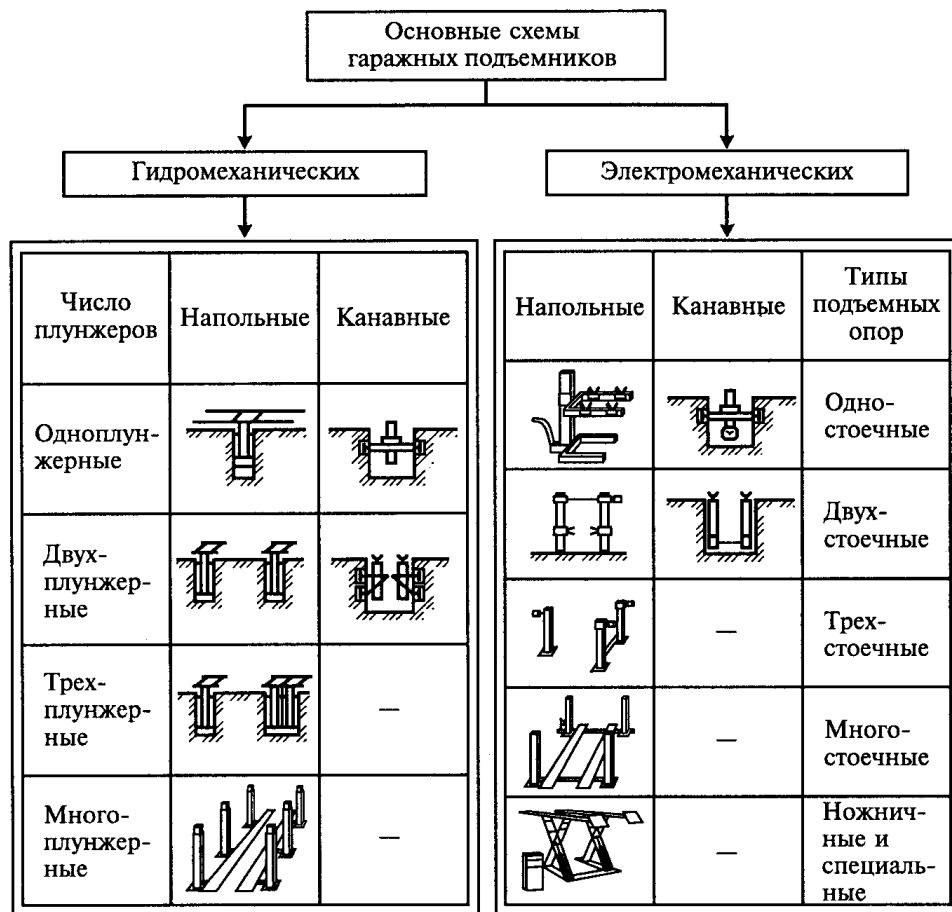 Основные схемы
гаражных подъемников
Гидромеханических
Электромеханических
Число
плунжеров
Напольные
Канавные
Одноплун-
жерные
Двух-
плунжер-
ные
Трех-
плунжер-
ные
—
Много-
плунжер-
ные
—
Напольные
Канавные
Типы
подъемных
опор
Одно-
стоечные
Двух-
стоечные
—
Трех-
стоечные
—
Много-
стоечные
—
Ножнич-
ные и
специаль-
ные